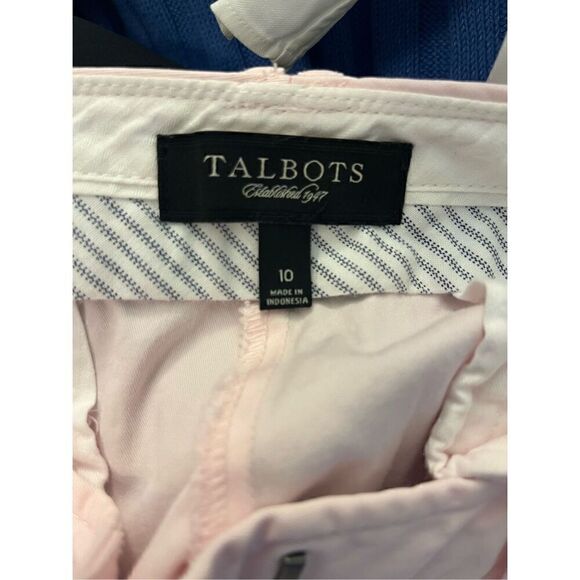 TALBOTS
Established 1947
10
MADE IN
INDONESIA